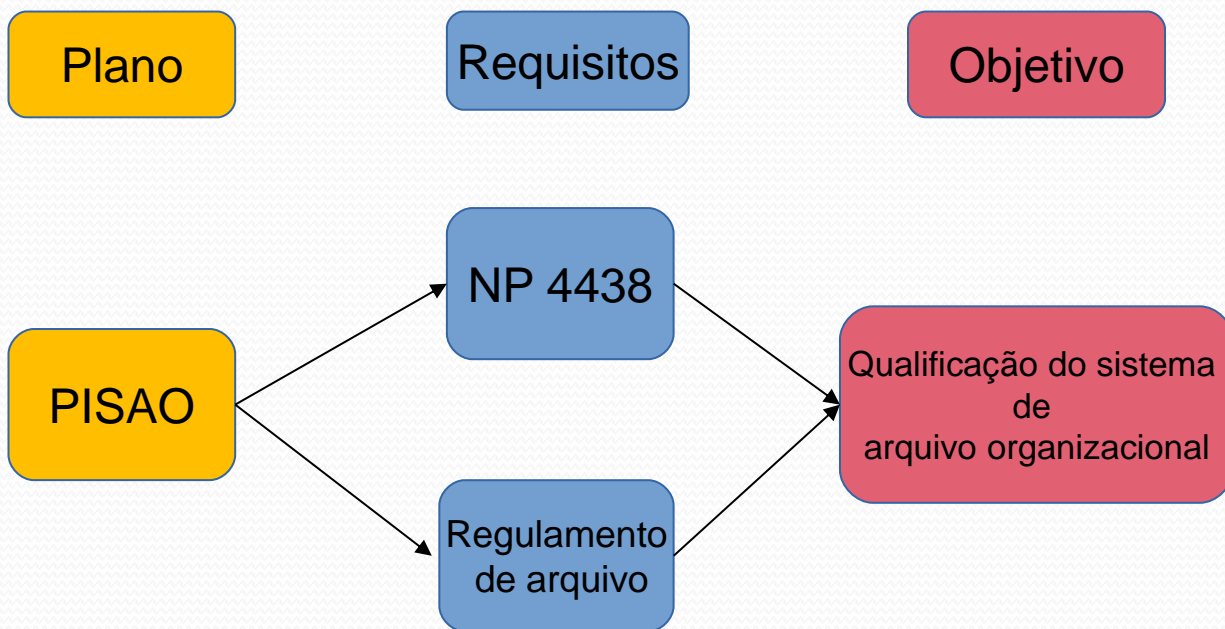 Plano
Requisitos
Objetivo
NP 4438
PISAO
Qualificação do sistema
de
arquivo organizacional
Regulamento
de arquivo